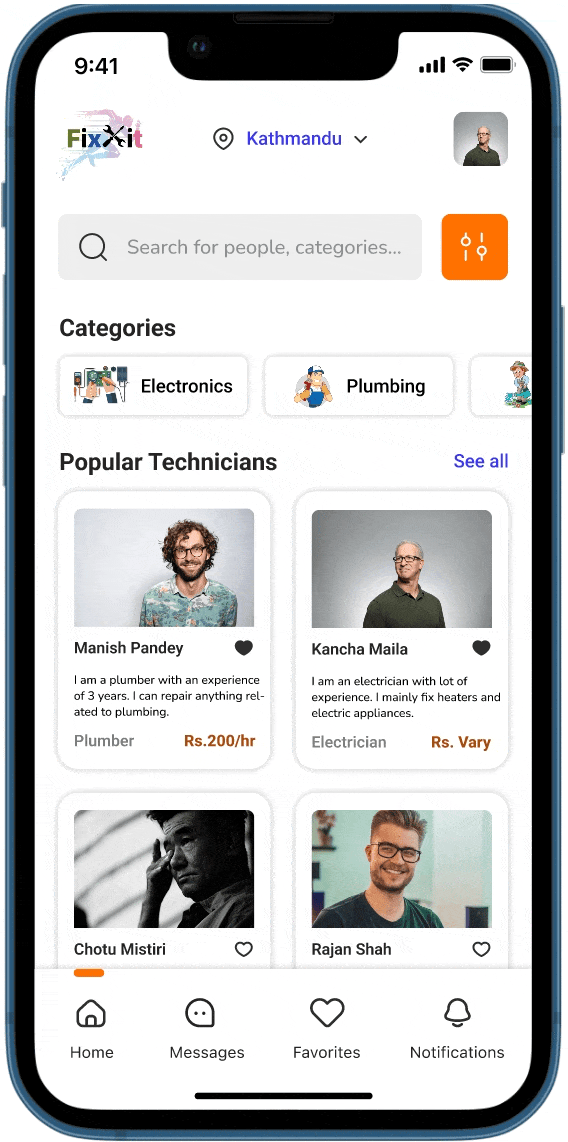 9:41
FixXit
Kathmandu
Search for people, categories...
Categories
Electronics
Plumbing
Popular Technicians
See all
Manish Pandey
I am a plumber with an experience
of 3 years. I can repair anything rel-
ated to plumbing.
Plumber
Rs.200/hr
Kancha Maila
I am an electrician with lot of
experience. I mainly fix heaters and
electric appliances.
Electrician
Rs. Vary
Chotu Mistiri
Rajan Shah
Home
Messages
Favorites
Notifications